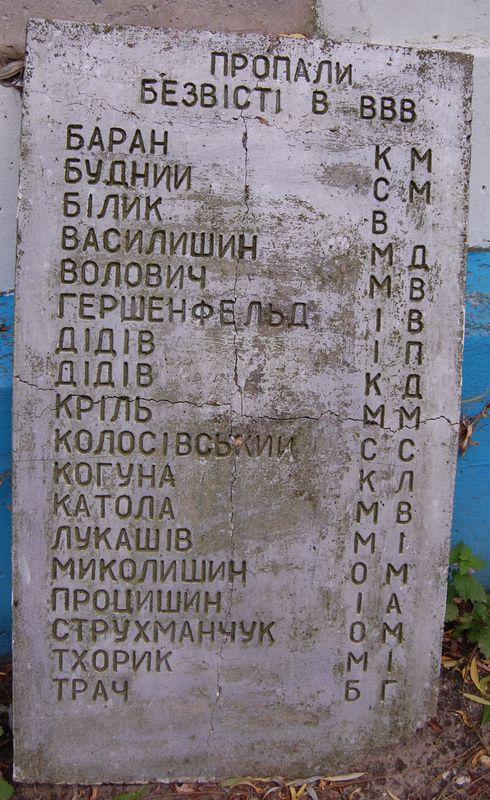 ПРОПАЛИ
БЕЗВІСТІ В ВВВ
БАРАН К М
БУДНИЙ С М
БІЛИК В
ВАСИЛИШИН М Д
ВОЛОВИЧ М В
ГЕРШЕНФЕЛЬД І В
ДІДІВ І П
ДІДІВ К Д
КРІЛЬ М М
КОЛОСІВСЬКИЙ С С
КОГУНА К Л
КАТОЛА М В
ЛУКАШІВ М І
МИКОЛИШИН О М
ПРОЦИШИН І А
СТРУХМАНЧУК О М
ТХОРИК М І
ТРАЧ Б Г